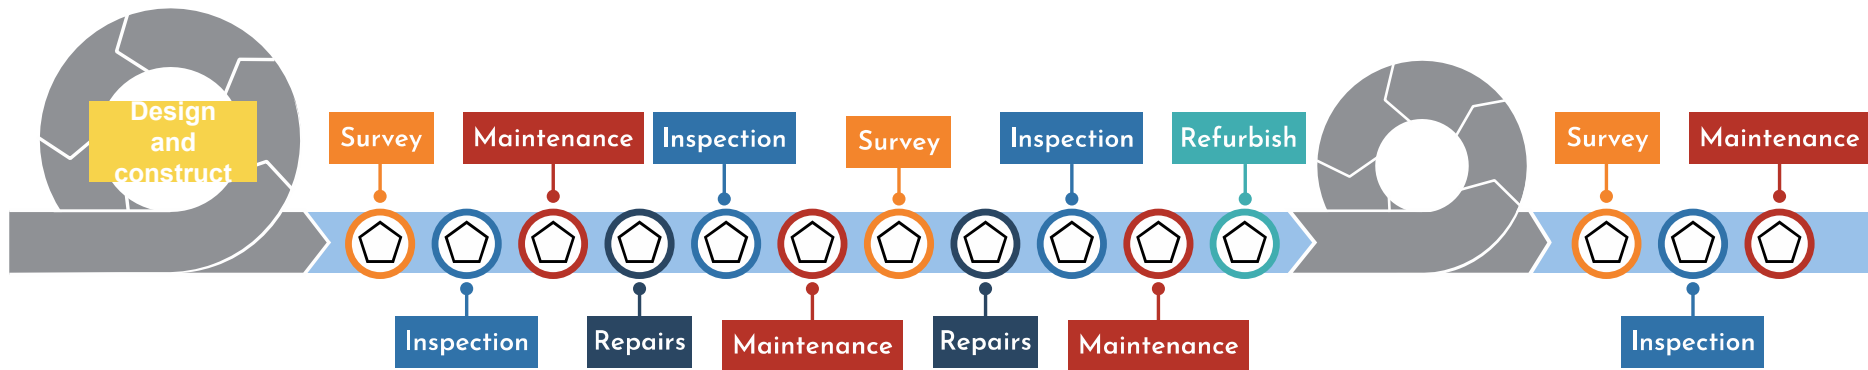 Design
and
construct
Survey
Maintenance
Inspection
Survey
Inspection
Refurbish
Survey
Maintenance
Inspection
Repairs
Maintenance
Repairs
Maintenance
Inspection